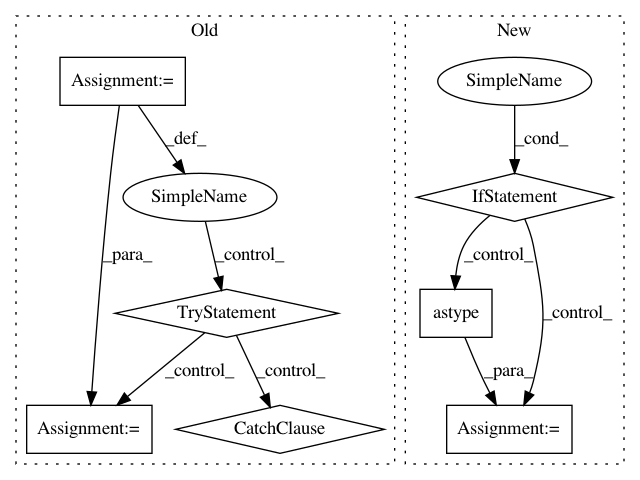 Old
New
Assignment:=
SimpleName
_def_
_cond_
SimpleName
IfStatement
_para_
_control_
_control_
_control_
TryStatement
astype
_control_
_control_
_para_
Assignment:=
CatchClause
Assignment:=